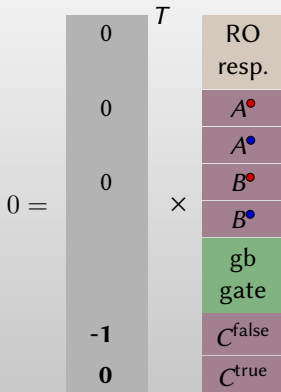 T
0 RO
resp.
0 A•
A•
0 B•
0 = × B•
gb
gate
-1 C^false
0 C^true